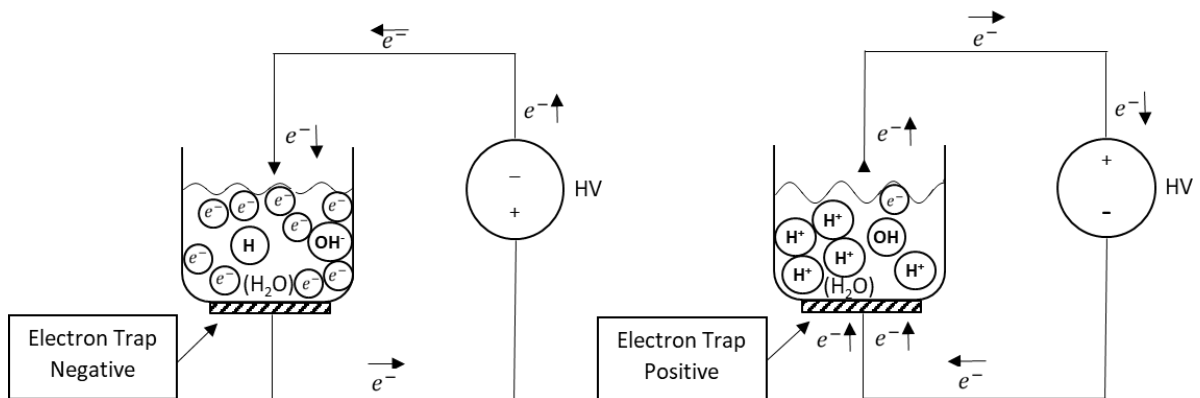 e⁻
e⁻ ↑
e⁻ ↓
−
+
HV
e⁻
e⁻
e⁻
e⁻
e⁻
H
OH⁻
e⁻
e⁻
(H₂O)
e⁻
e⁻
Electron Trap
Negative
e⁻
e⁻
e⁻
e⁻
+
-
HV
e⁻
H⁺
H⁺
OH
H⁺
H⁺
H⁺
(H₂O)
Electron Trap
Positive
e⁻
e⁻
e⁻